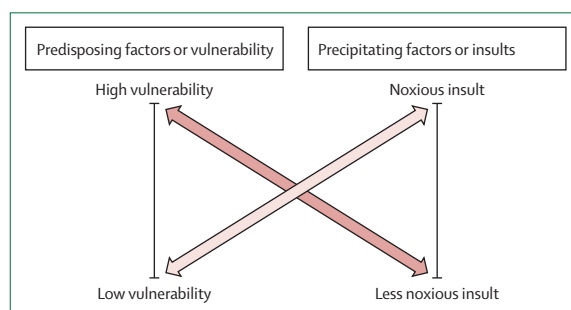 Predisposing factors or vulnerability
Precipitating factors or insults
High vulnerability
Noxious insult
Low vulnerability
Less noxious insult